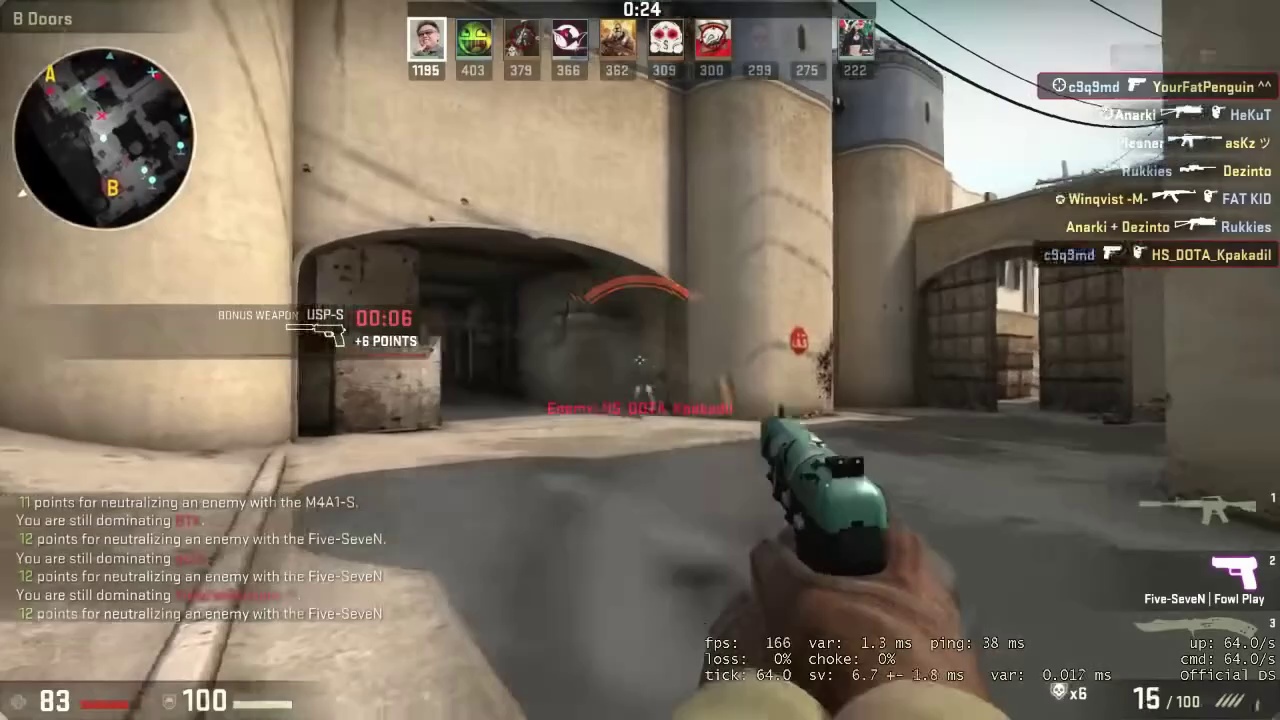 B Doors
0:24
1195 403 379 366 362 309 300 299 275 222
A
B
c9q9md YourFatPenguin ^^
Anarki HeKuT
asKz ツ
Rukkies Dezinto
Winqvist -M- FAT KID
Anarki + Dezinto Rukkies
c9q9md HS_DOTA_Kpakadil
BONUS WEAPON USP-S 00:06
+6 POINTS
Enemy: HS_DOTA_Kpakadil
11 points for neutralizing an enemy with the M4A1-S.
You are still dominating
12 points for neutralizing an enemy with the Five-SeveN.
You are still dominating
12 points for neutralizing an enemy with the Five-SeveN
You are still dominating
12 points for neutralizing an enemy with the Five-SeveN
1
2
Five-SeveN | Fowl Play
3
fps: 166 var: 1.3 ms ping: 38 ms
loss: 0% choke: 0%
tick: 64.0 sv: 6.7 +- 1.8 ms var: 0.017 ms
up: 64.0/s
cmd: 64.0/s
Official DS
83 100
x6 15 / 100